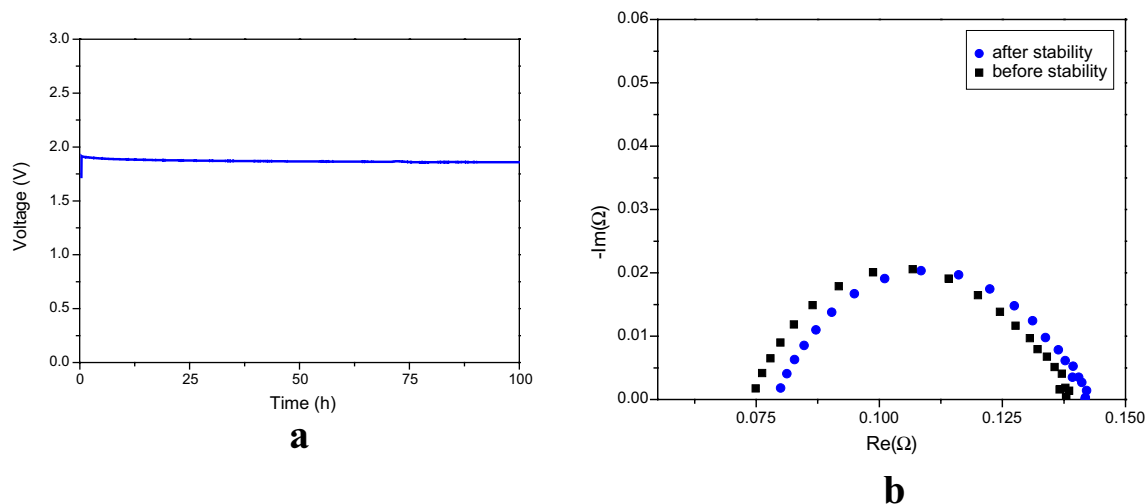 3.0
2.5
2.0
1.5
1.0
0.5
0.0
Voltage (V)
0 25 50 75 100
Time (h)
a
0.06
0.05
0.04
0.03
0.02
0.01
0.00
-Im(Ω)
after stability
before stability
0.075 0.100 0.125 0.150
Re(Ω)
b